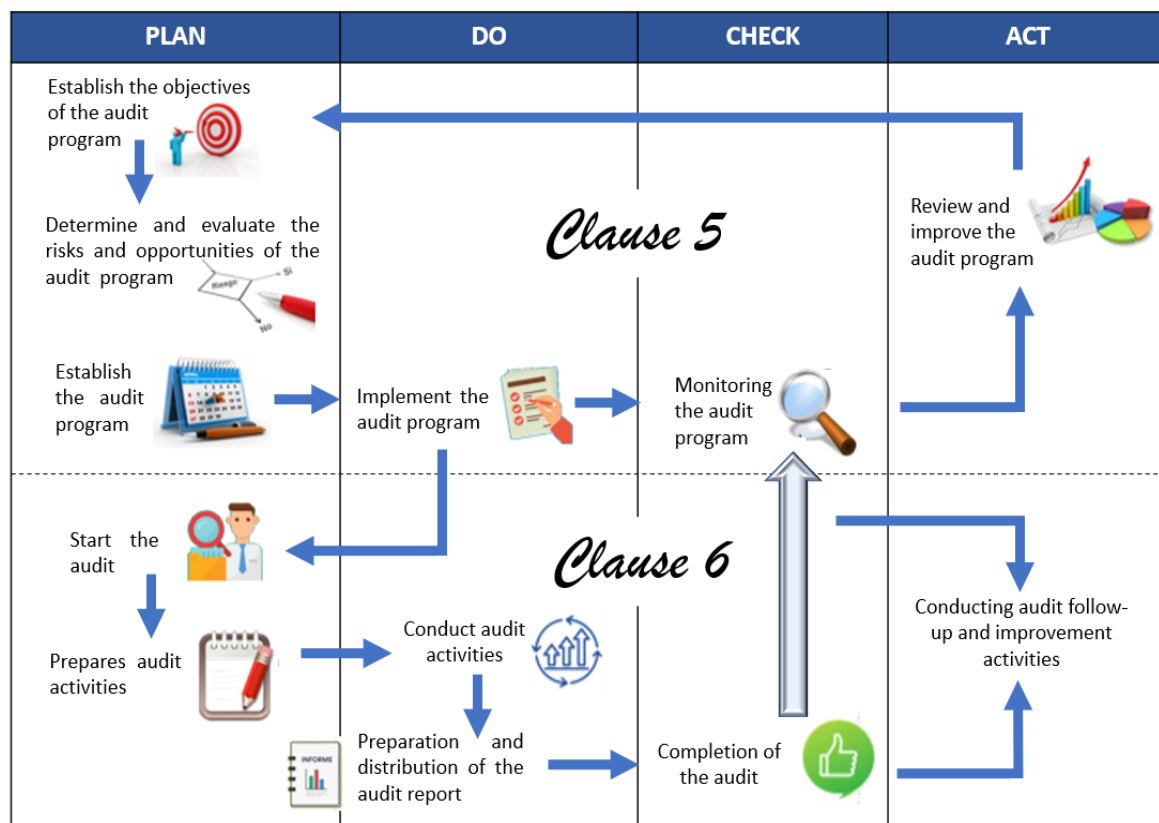 PLAN
DO
CHECK
ACT
Establish the objectives
of the audit
program
Determine and evaluate the
risks and opportunities of the
audit program
Riesgo
Si
No
Clause 5
Review and
improve the
audit program
Establish
the audit
program
Implement the
audit program
Monitoring
the audit
program
Start the
audit
Clause 6
Prepares audit
activities
Conduct audit
activities
Conducting audit follow-
up and improvement
activities
INFORME
Preparation and
distribution of the
audit report
Completion of
the audit